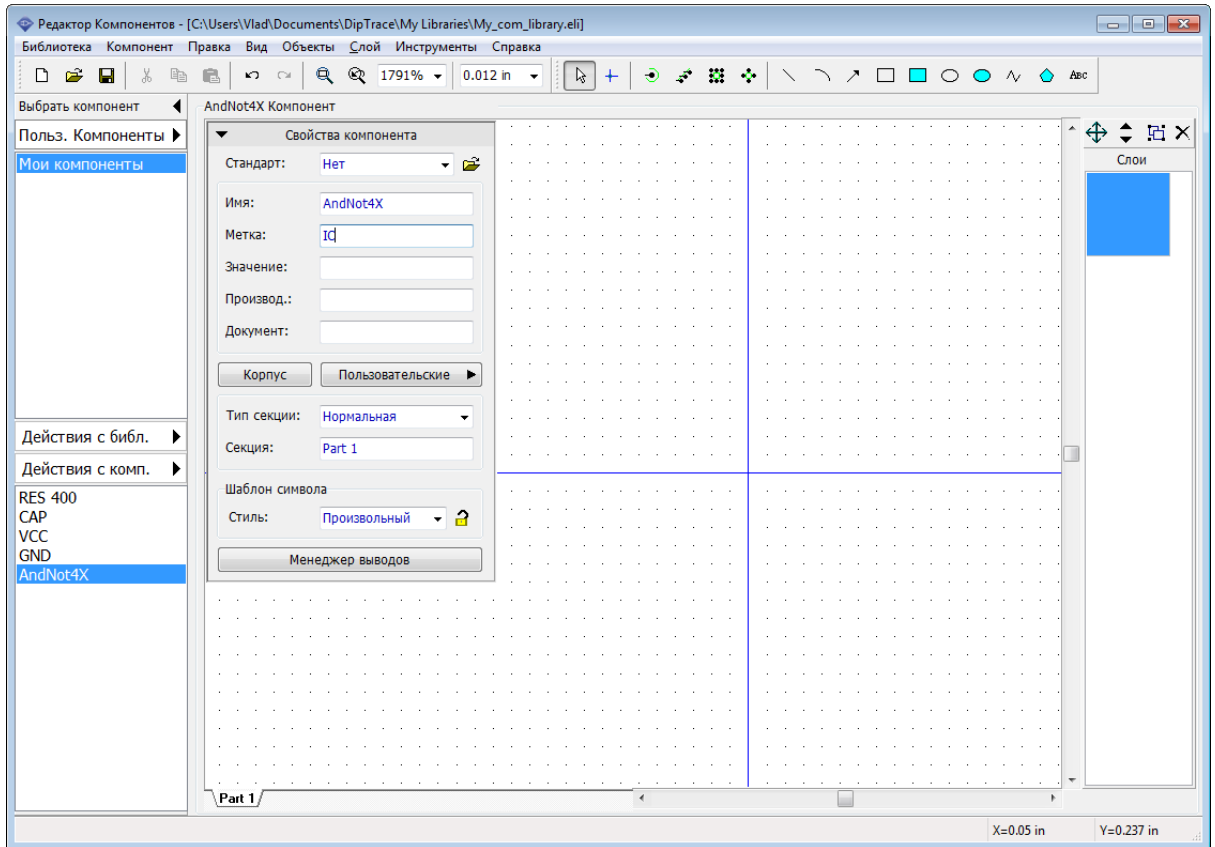 Редактор Компонентов - [C:\Users\Vlad\Documents\DipTrace\My Libraries\My_com_library.eli]
Библиотека Компонент Правка Вид Объекты Слой Инструменты Справка
1791% 0.012 in ABC
Выбрать компонент
AndNot4X Компонент
Польз. Компоненты
Мои компоненты
Свойства компонента
Стандарт: Нет
Имя: AndNot4X
Метка: IC
Значение:
Производ.:
Документ:
Корпус Пользовательские
Тип секции: Нормальная
Секция: Part 1
Шаблон символа
Стиль: Произвольный
Менеджер выводов
Слои
Действия с библ.
Действия с комп.
RES 400
CAP
VCC
GND
AndNot4X
Part 1
X=0.05 in Y=0.237 in